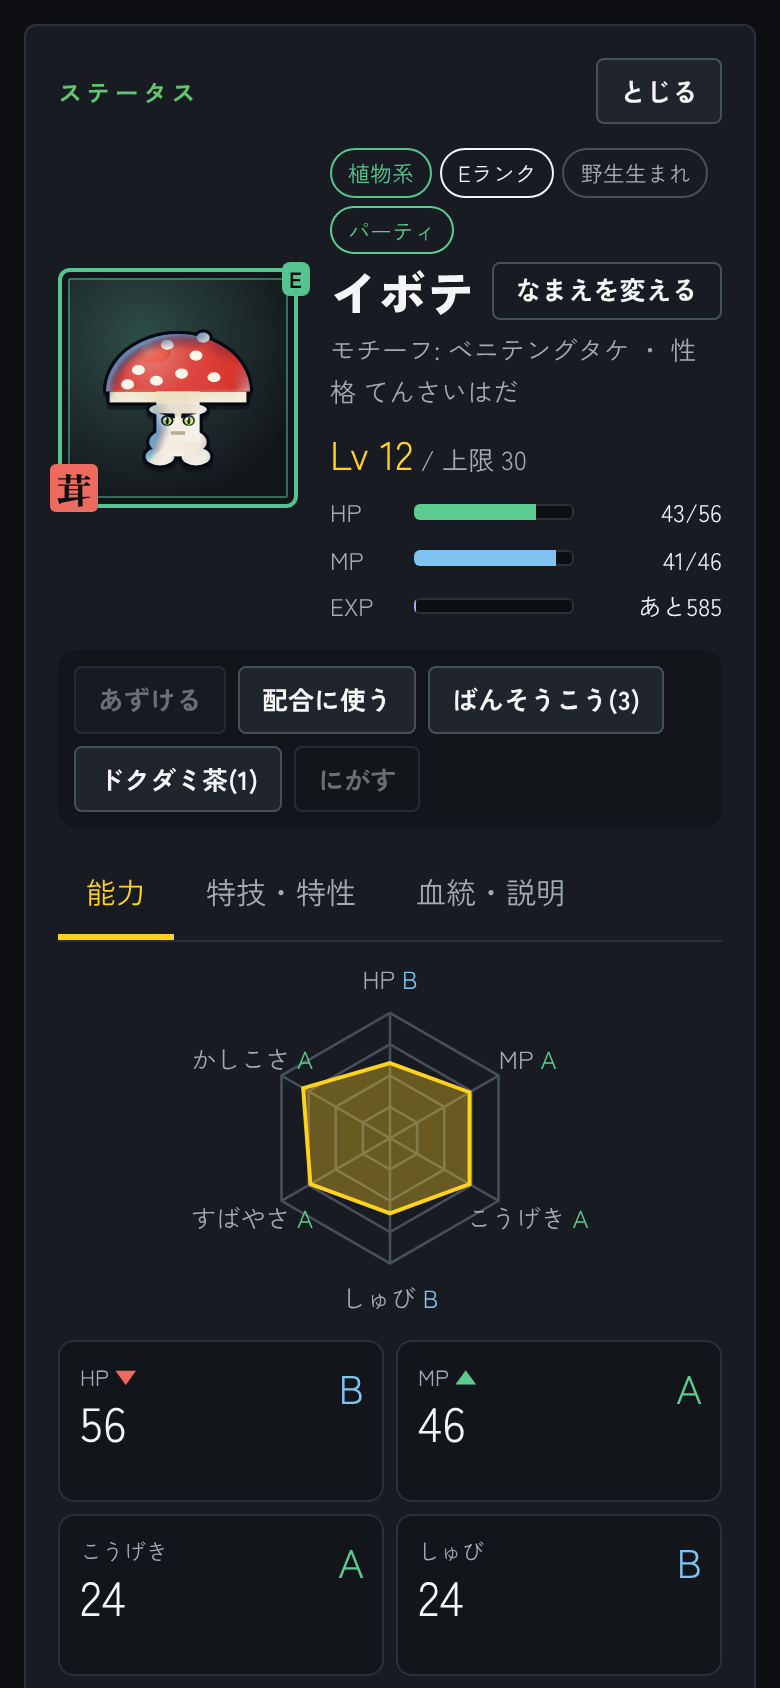 ステータス
とじる
植物系 Eランク 野生生まれ
パーティ
E
イボテ なまえを変える
モチーフ: ベニテングタケ ・ 性
格 てんさいはだ
Lv 12 / 上限 30
茸
HP 43/56
MP 41/46
EXP あと585
あずける 配合に使う ばんそうこう(3)
ドクダミ茶(1) にがす
能力 特技・特性 血統・説明
HP B
かしこさ A MP A
すばやさ A こうげき A
しゅび B
HP ▼ B
56
MP ▲ A
46
こうげき A
24
しゅび B
24